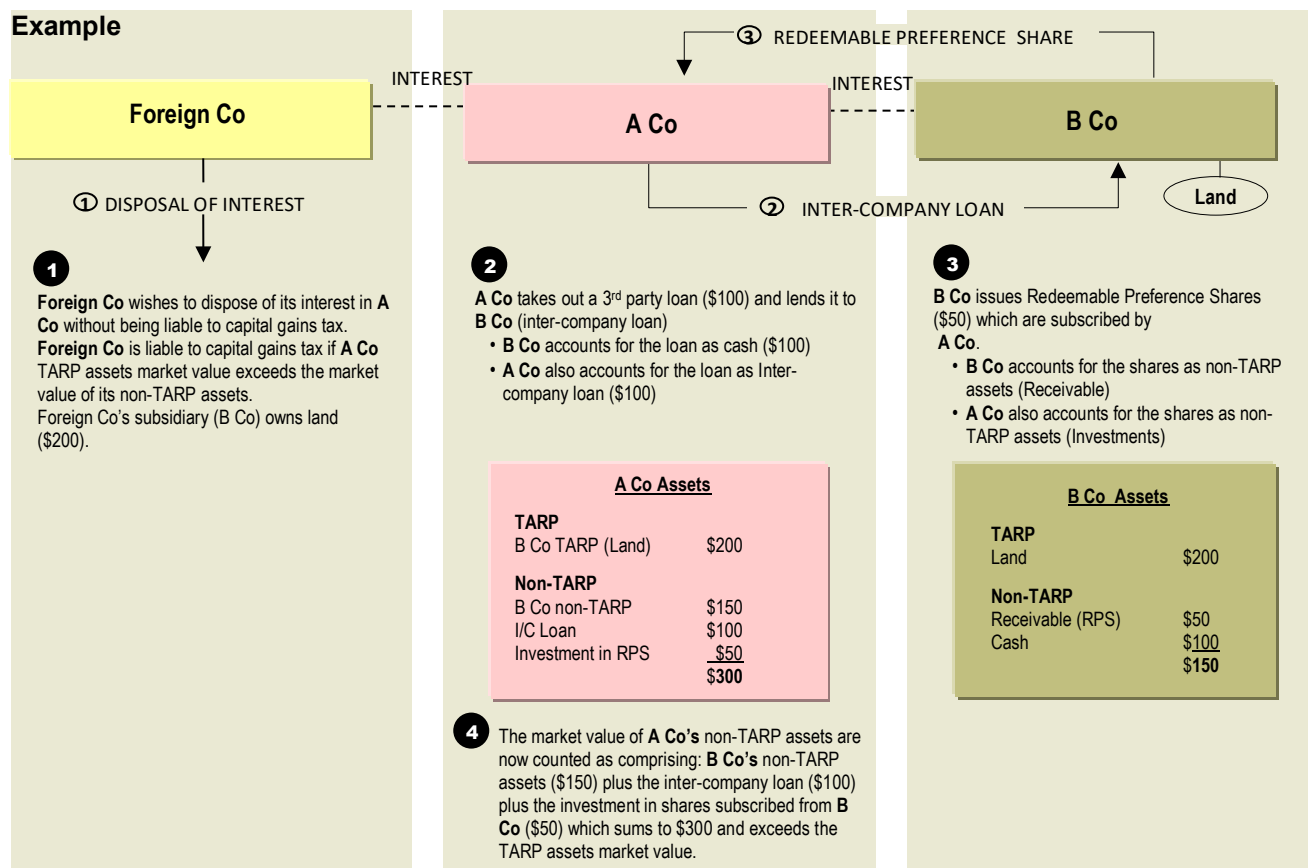 Example
③ REDEEMABLE PREFERENCE SHARE
INTEREST
INTEREST
Foreign Co
A Co
B Co
① DISPOSAL OF INTEREST
② INTER-COMPANY LOAN
Land
1
Foreign Co wishes to dispose of its interest in A
Co without being liable to capital gains tax.
Foreign Co is liable to capital gains tax if A Co
TARP assets market value exceeds the market
value of its non-TARP assets.
Foreign Co's subsidiary (B Co) owns land
($200).
2
A Co takes out a 3rd party loan ($100) and lends it to
B Co (inter-company loan)
• B Co accounts for the loan as cash ($100)
• A Co also accounts for the loan as Inter-
company loan ($100)
A Co Assets
TARP
B Co TARP (Land) $200
Non-TARP
B Co non-TARP $150
I/C Loan $100
Investment in RPS $50
$300
4
The market value of A Co's non-TARP assets are
now counted as comprising: B Co's non-TARP
assets ($150) plus the inter-company loan ($100)
plus the investment in shares subscribed from B
Co ($50) which sums to $300 and exceeds the
TARP assets market value.
3
B Co issues Redeemable Preference Shares
($50) which are subscribed by
A Co.
• B Co accounts for the shares as non-TARP
assets (Receivable)
• A Co also accounts for the shares as non-
TARP assets (Investments)
B Co Assets
TARP
Land $200
Non-TARP
Receivable (RPS) $50
Cash $100
$150